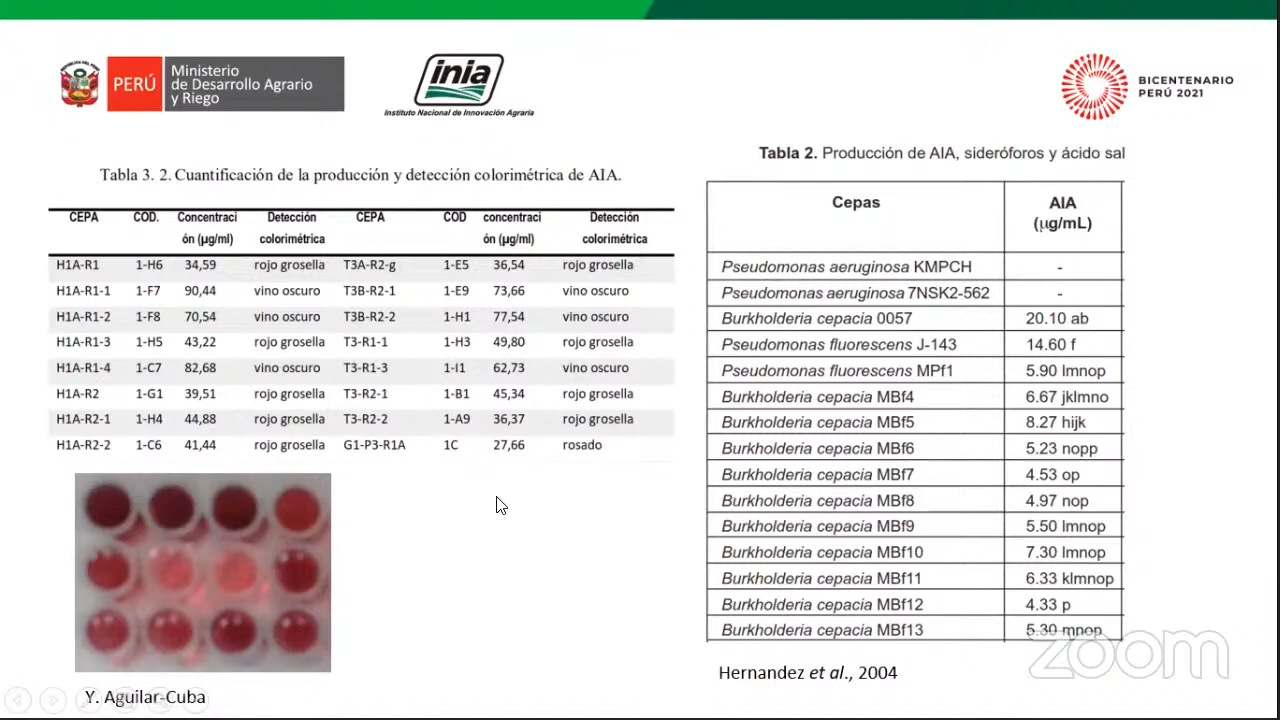 PERÚ
Ministerio
de Desarrollo Agrario
y Riego
inia
Instituto Nacional de Innovación Agraria
BICENTENARIO
PERÚ 2021
Tabla 3. 2. Cuantificación de la producción y detección colorimétrica de AIA.
CEPA COD. Concentraci Detección CEPA COD concentraci Detección
ón (µg/ml) colorimétrica ón (µg/ml) colorimétrica
H1A-R1 1-H6 34,59 rojo grosella T3A-R2-g 1-E5 36,54 rojo grosella
H1A-R1-1 1-F7 90,44 vino oscuro T3B-R2-1 1-E9 73,66 vino oscuro
H1A-R1-2 1-F8 70,54 vino oscuro T3B-R2-2 1-H1 77,54 vino oscuro
H1A-R1-3 1-H5 43,22 rojo grosella T3-R1-1 1-H3 49,80 rojo grosella
H1A-R1-4 1-C7 82,68 vino oscuro T3-R1-3 1-I1 62,73 vino oscuro
H1A-R2 1-G1 39,51 rojo grosella T3-R2-1 1-B1 45,34 rojo grosella
H1A-R2-1 1-H4 44,88 rojo grosella T3-R2-2 1-A9 36,37 rojo grosella
H1A-R2-2 1-C6 41,44 rojo grosella G1-P3-R1A 1C 27,66 rosado
Y. Aguilar-Cuba
Tabla 2. Producción de AIA, sideróforos y ácido sal
Cepas AIA
(µg/mL)
Pseudomonas aeruginosa KMPCH -
Pseudomonas aeruginosa 7NSK2-562 -
Burkholderia cepacia 0057 20.10 ab
Pseudomonas fluorescens J-143 14.60 f
Pseudomonas fluorescens MPf1 5.90 lmnop
Burkholderia cepacia MBf4 6.67 jklmno
Burkholderia cepacia MBf5 8.27 hijk
Burkholderia cepacia MBf6 5.23 nopp
Burkholderia cepacia MBf7 4.53 op
Burkholderia cepacia MBf8 4.97 nop
Burkholderia cepacia MBf9 5.50 lmnop
Burkholderia cepacia MBf10 7.30 lmnop
Burkholderia cepacia MBf11 6.33 klmnop
Burkholderia cepacia MBf12 4.33 p
Burkholderia cepacia MBf13 5.30 mnop
Hernandez et al., 2004
zoom